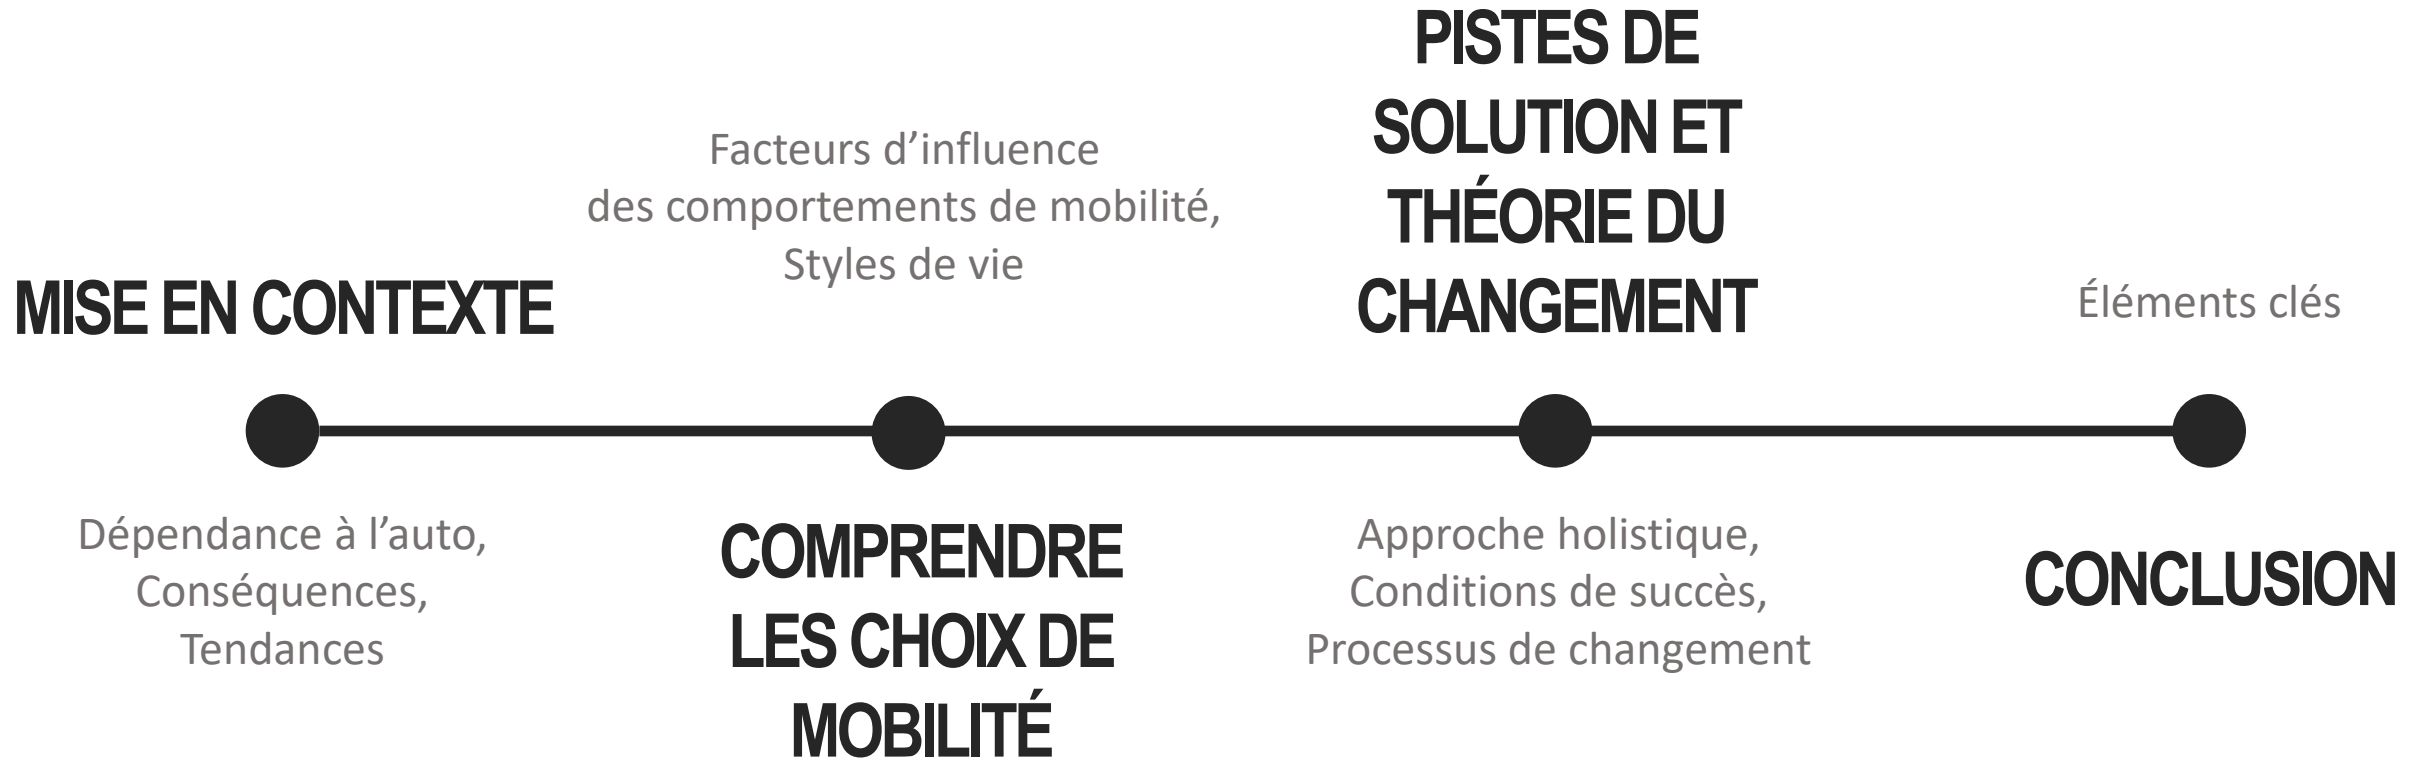 MISE EN CONTEXTE
Dépendance à l’auto,
Conséquences,
Tendances
Facteurs d’influence
des comportements de mobilité,
Styles de vie
COMPRENDRE
LES CHOIX DE
MOBILITÉ
PISTES DE
SOLUTION ET
THÉORIE DU
CHANGEMENT
Approche holistique,
Conditions de succès,
Processus de changement
Éléments clés
CONCLUSION